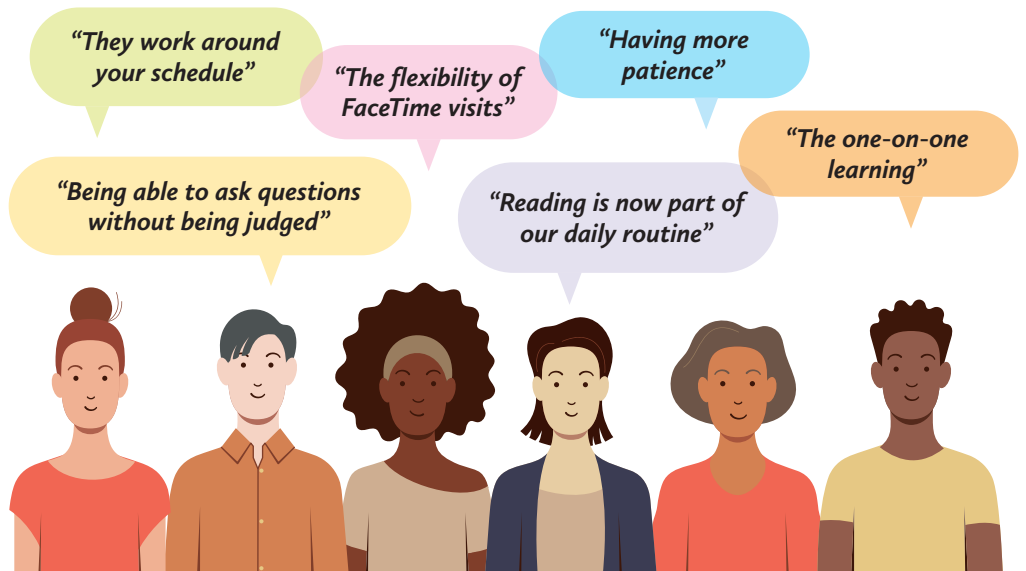 “They work around
your schedule”
“The flexibility of
FaceTime visits”
“Having more
patience”
“The one-on-one
learning”
“Being able to ask questions
without being judged”
“Reading is now part of
our daily routine”